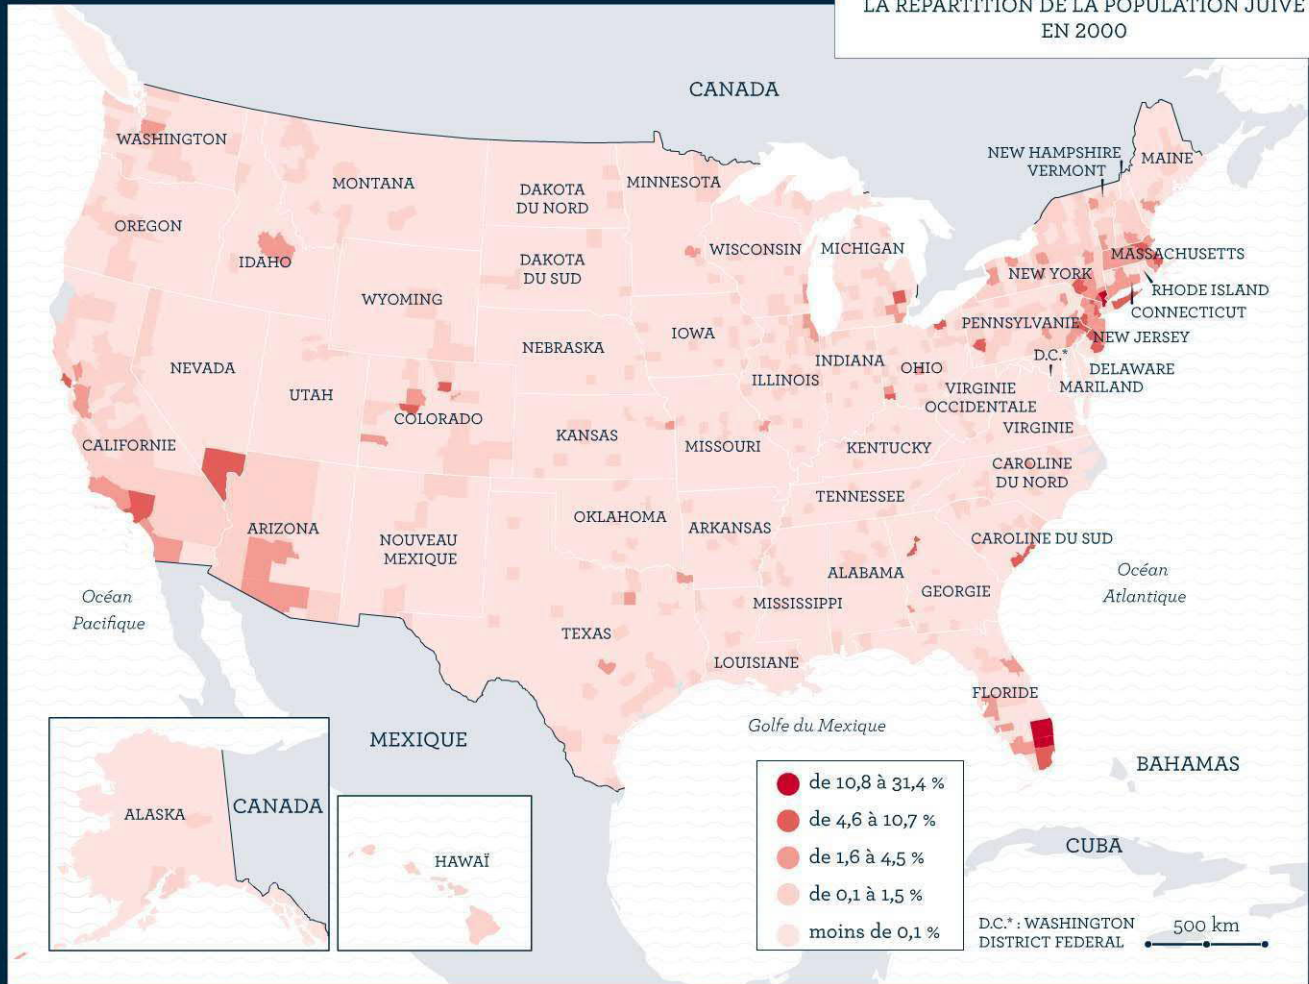 LA RÉPARTITION DE LA POPULATION JUIVE
EN 2000
CANADA
WASHINGTON
MONTANA
DAKOTA
DU NORD
MINNESOTA
NEW HAMPSHIRE
VERMONT
MAINE
OREGON
IDAHO
DAKOTA
DU SUD
WISCONSIN
MICHIGAN
NEW YORK
MASSACHUSETTS
RHODE ISLAND
CONNECTICUT
WYOMING
IOWA
PENNSYLVANIE
NEW JERSEY
NEBRASKA
D.C.*
DELAWARE
MARILAND
NEVADA
UTAH
COLORADO
ILLINOIS
INDIANA
OHIO
VIRGINIE
OCCIDENTALE
VIRGINIE
CALIFORNIE
KANSAS
MISSOURI
KENTUCKY
CAROLINE
DU NORD
TENNESSEE
ARIZONA
NOUVEAU
MEXIQUE
OKLAHOMA
ARKANSAS
CAROLINE DU SUD
ALABAMA
GEORGIE
MISSISSIPPI
Océan
Pacifique
Océan
Atlantique
TEXAS
LOUISIANE
FLORIDE
Golfe du Mexique
MEXIQUE
BAHAMAS
CUBA
ALASKA
CANADA
HAWAÏ
de 10,8 à 31,4 %
de 4,6 à 10,7 %
de 1,6 à 4,5 %
de 0,1 à 1,5 %
moins de 0,1 %
D.C.* : WASHINGTON
DISTRICT FEDERAL
500 km